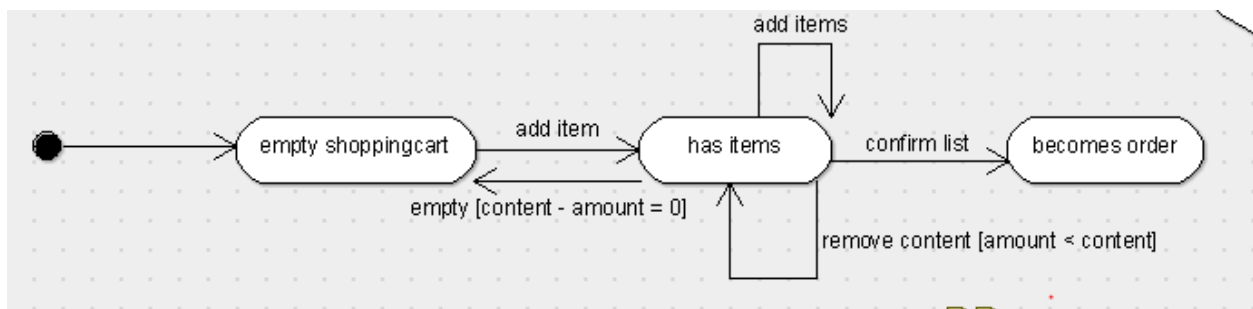 add items
empty shoppingcart
add item
has items
confirm list
becomes order
empty [content - amount = 0]
remove content [amount < content]